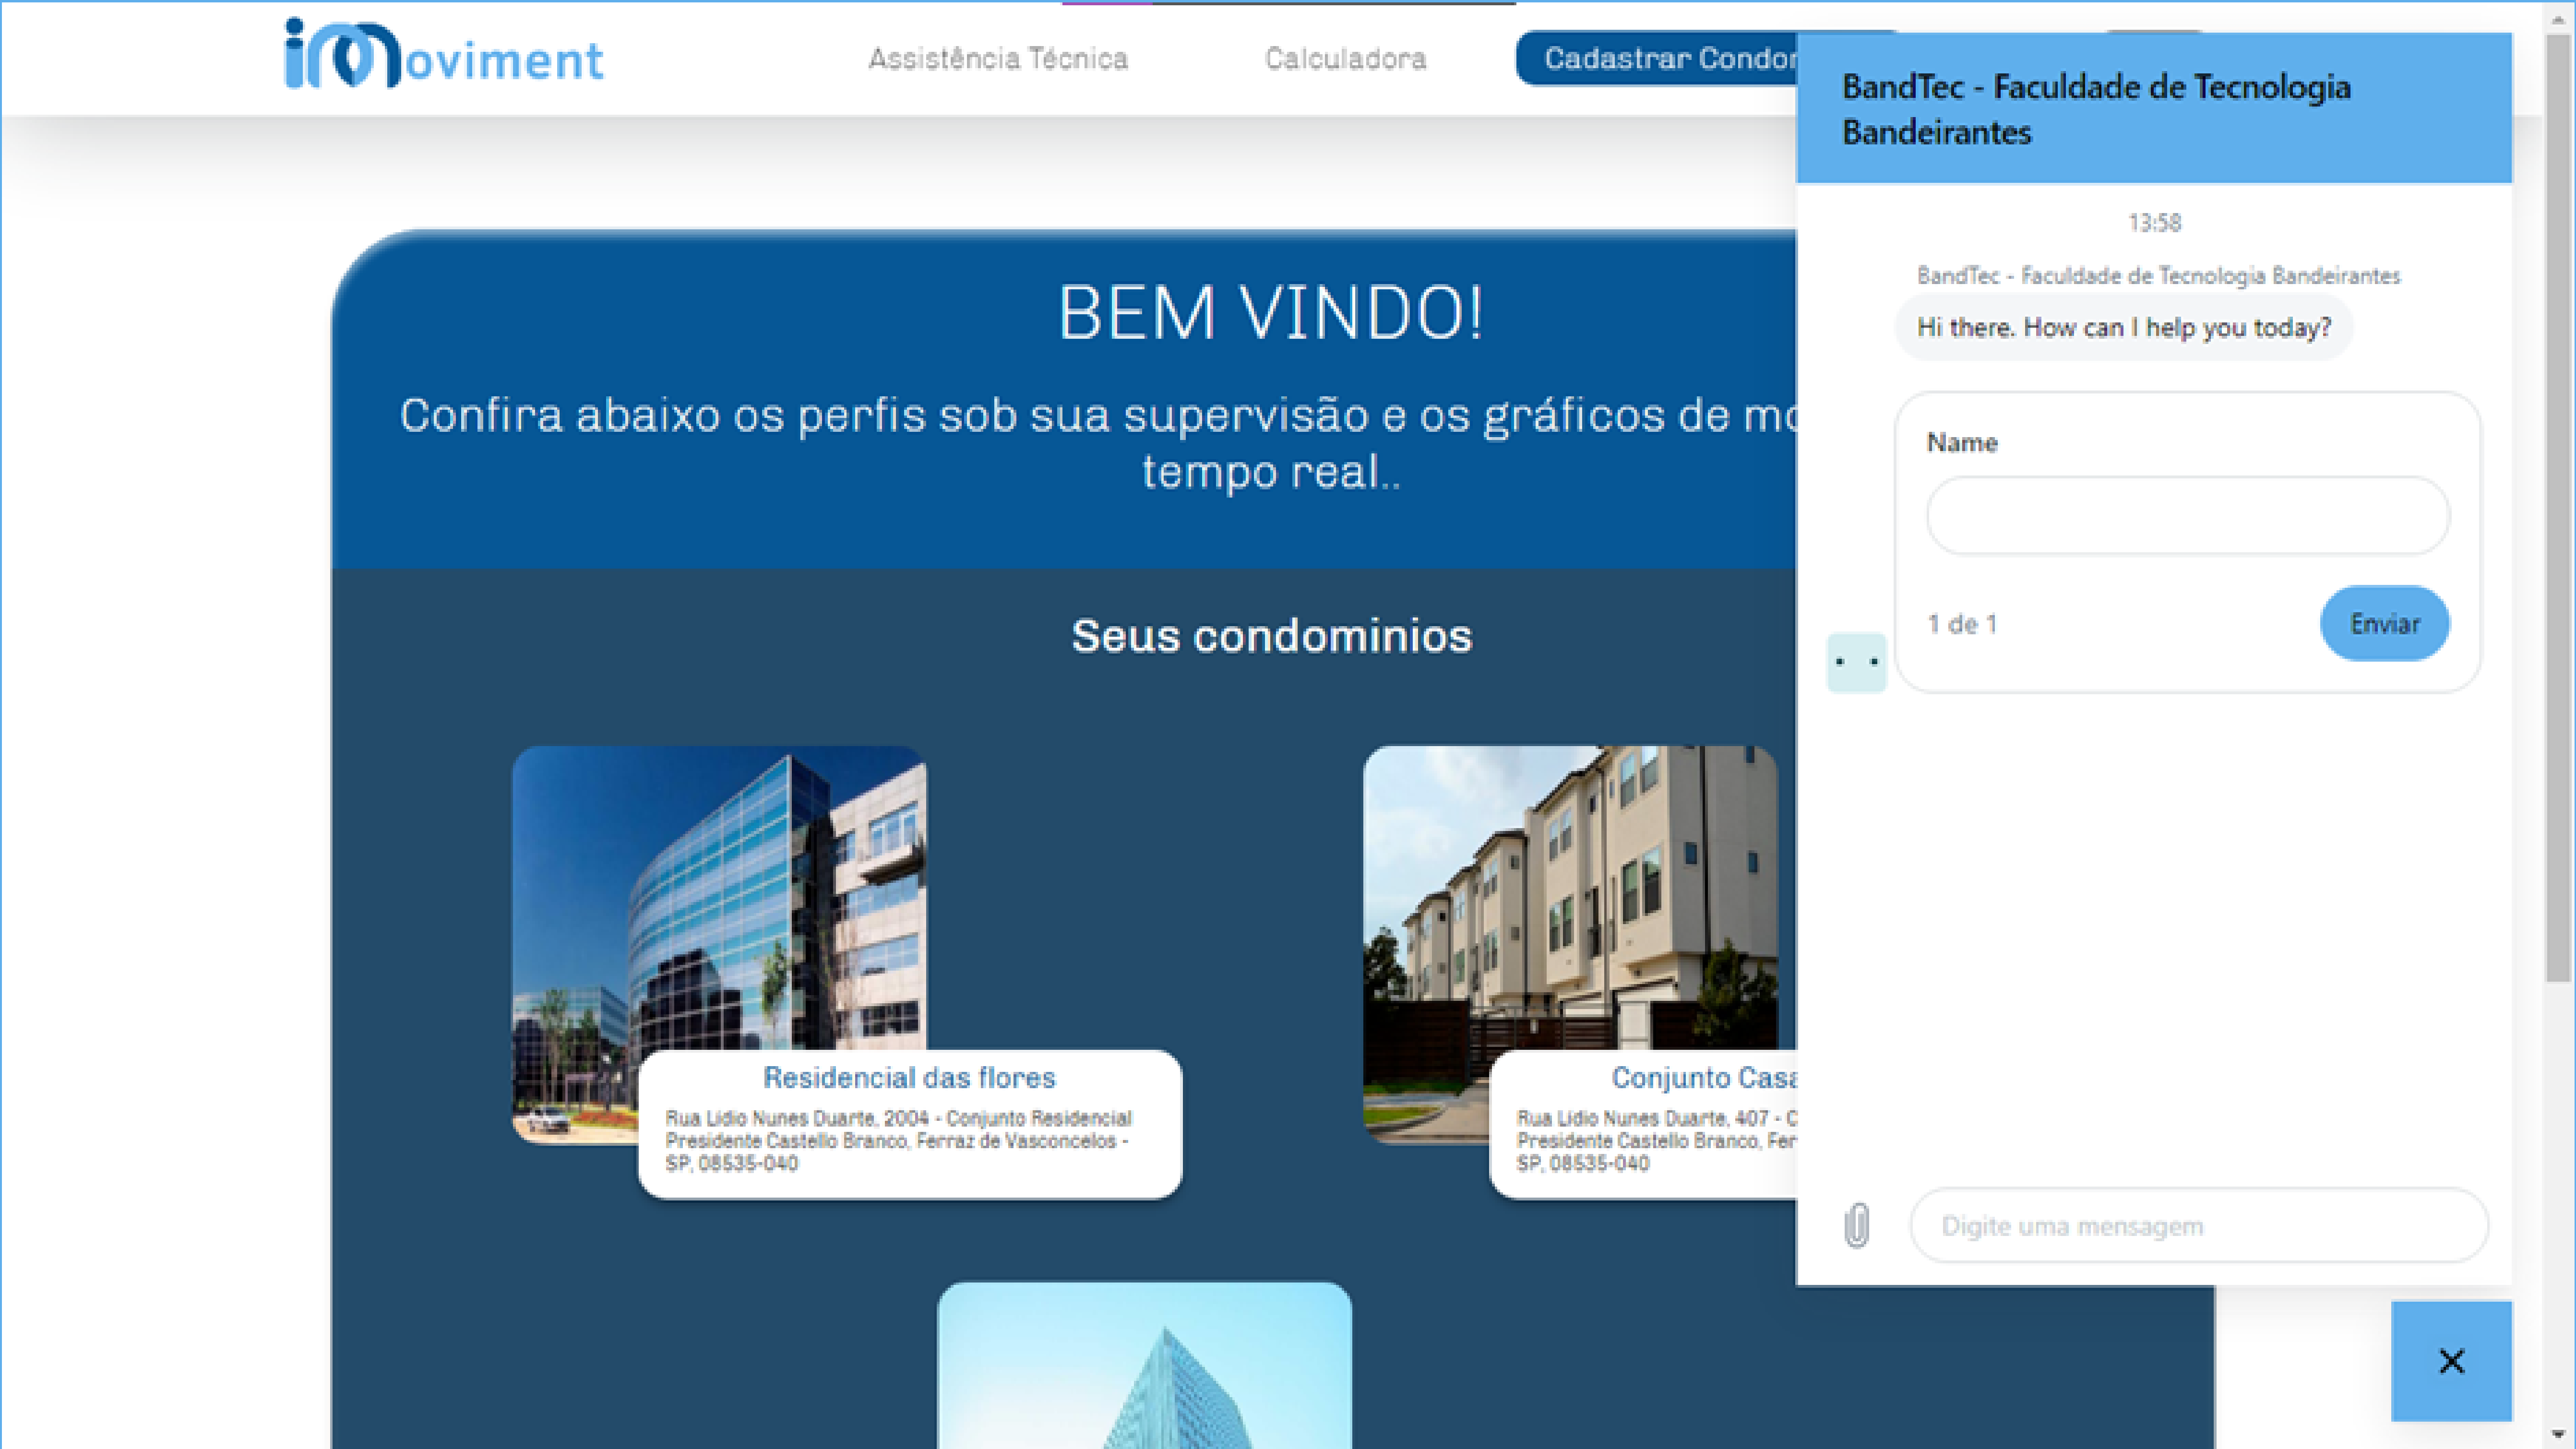 imoviment
Assistência Técnica
Calculadora
Cadastrar Condo
BEM VINDO!
Confira abaixo os perfis sob sua supervisão e os gráficos de mo
tempo real..
Seus condominios
Residencial das flores
Rua Lidio Nunes Duarte, 2004 - Conjunto Residencial
Presidente Castello Branco, Ferraz de Vasconcelos -
SP, 08535-040
Conjunto Casa
Rua Lidio Nunes Duarte, 407 - C
Presidente Castello Branco, Fer
SP, 08535-040
BandTec - Faculdade de Tecnologia
Bandeirantes
13:58
BandTec - Faculdade de Tecnologia Bandeirantes
Hi there. How can I help you today?
Name
1 de 1
Enviar
Digite uma mensagem